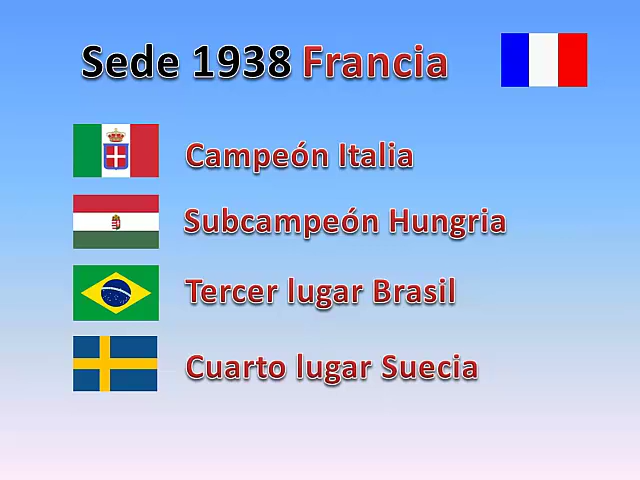 Sede 1938 Francia
Campeón Italia
Subcampeón Hungria
Tercer lugar Brasil
Cuarto lugar Suecia